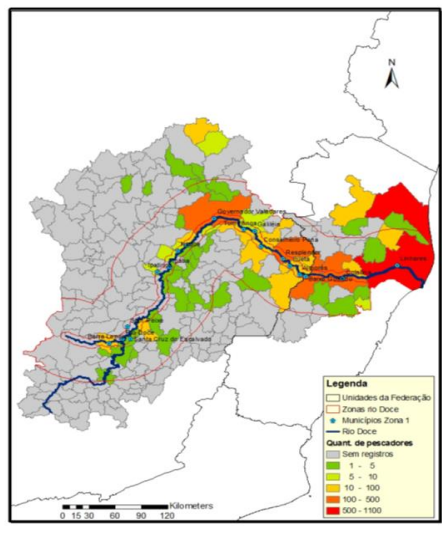 N
Governador Valadares
Conselheiro Pena
Resplendor
Aimorés
Linhares
Santa Cruz do Escalvado
Legenda
Unidades da Federação
Zonas rio Doce
Municípios Zona 1
Rio Doce
Quant. de pescadores
Sem registros
1 - 5
5 - 10
10 - 100
100 - 500
500 - 1100
Kilometers
0 15 30 60 90 120